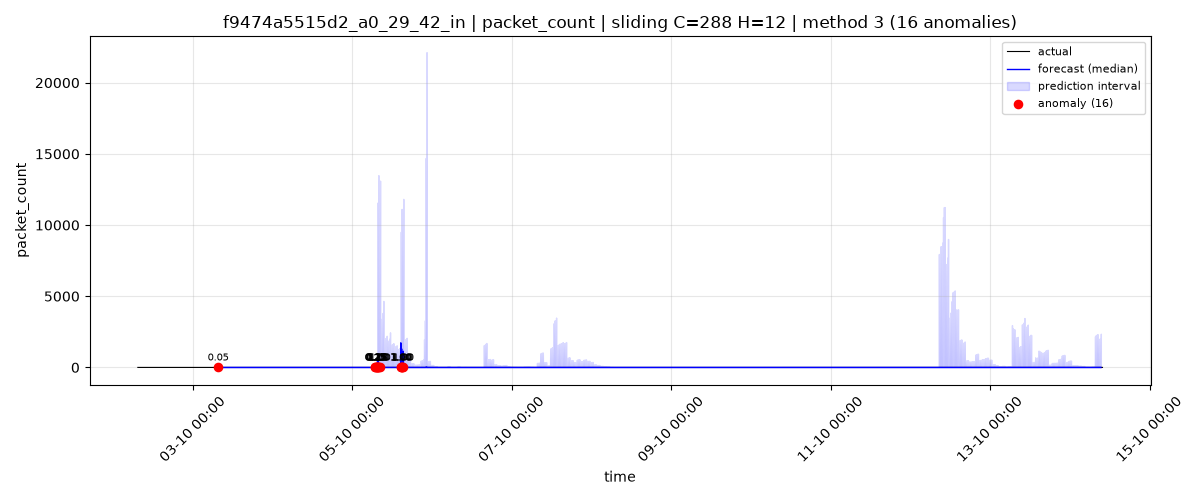 f9474a5515d2_a0_29_42_in | packet_count | sliding C=288 H=12 | method 3 (16 anomalies)
actual
forecast (median)
prediction interval
anomaly (16)
packet_count
20000
15000
10000
5000
0
0.05
03-10 00:00
05-10 00:00
07-10 00:00
09-10 00:00
11-10 00:00
13-10 00:00
15-10 00:00
time